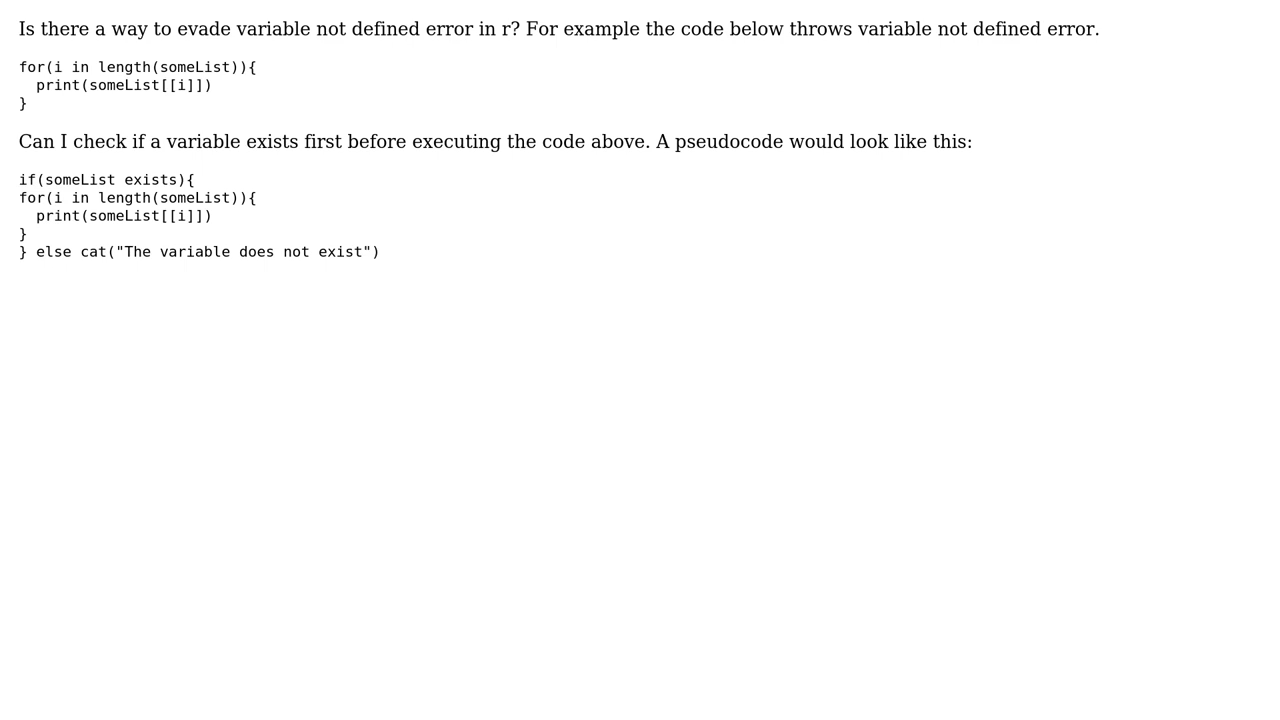 Is there a way to evade variable not defined error in r? For example the code below throws variable not defined error.
for(i in length(someList)){
  print(someList[[i]])
}
Can I check if a variable exists first before executing the code above. A pseudocode would look like this:
if(someList exists){
for(i in length(someList)){
  print(someList[[i]])
}
} else cat("The variable does not exist")